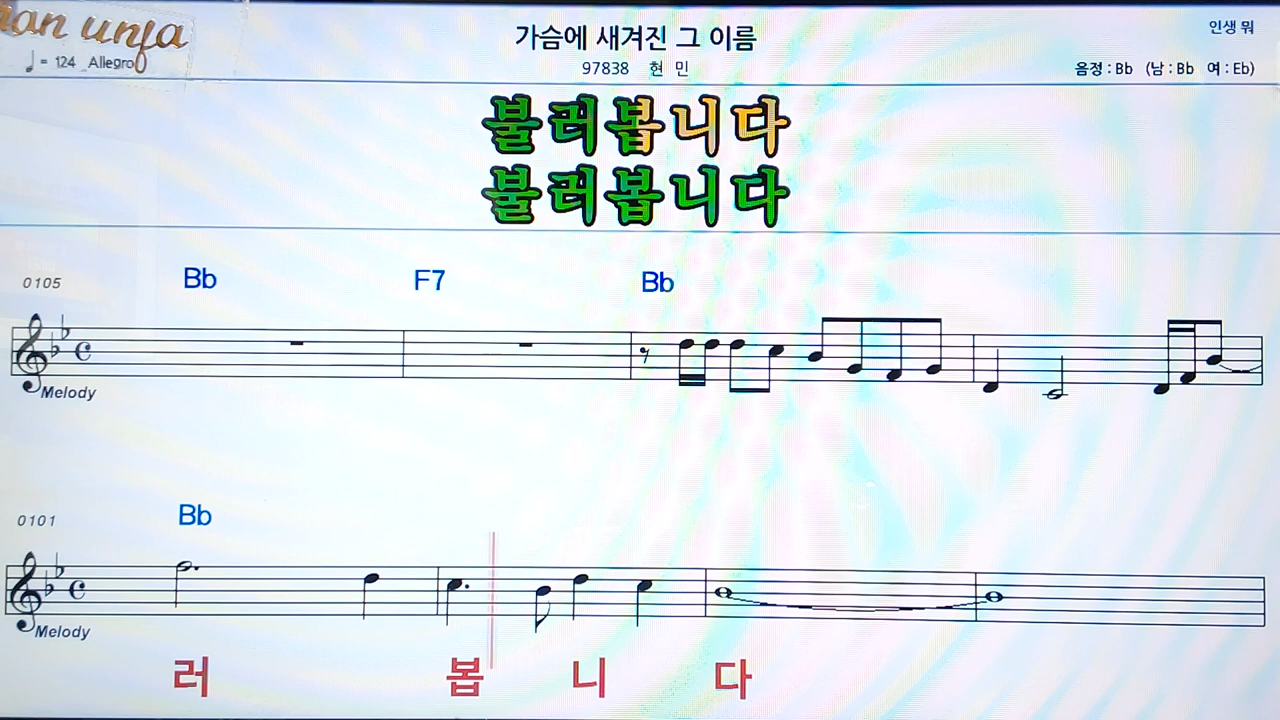 가슴에 새겨진 그 이름
인생 뭐
♩ = 124 Allegro
97838 현 민
음정 : Bb (남 : Bb 여 : Eb)
불러봅니다
불러봅니다
0105
Bb F7 Bb
Melody
0101
Bb
Melody
러 봅 니 다